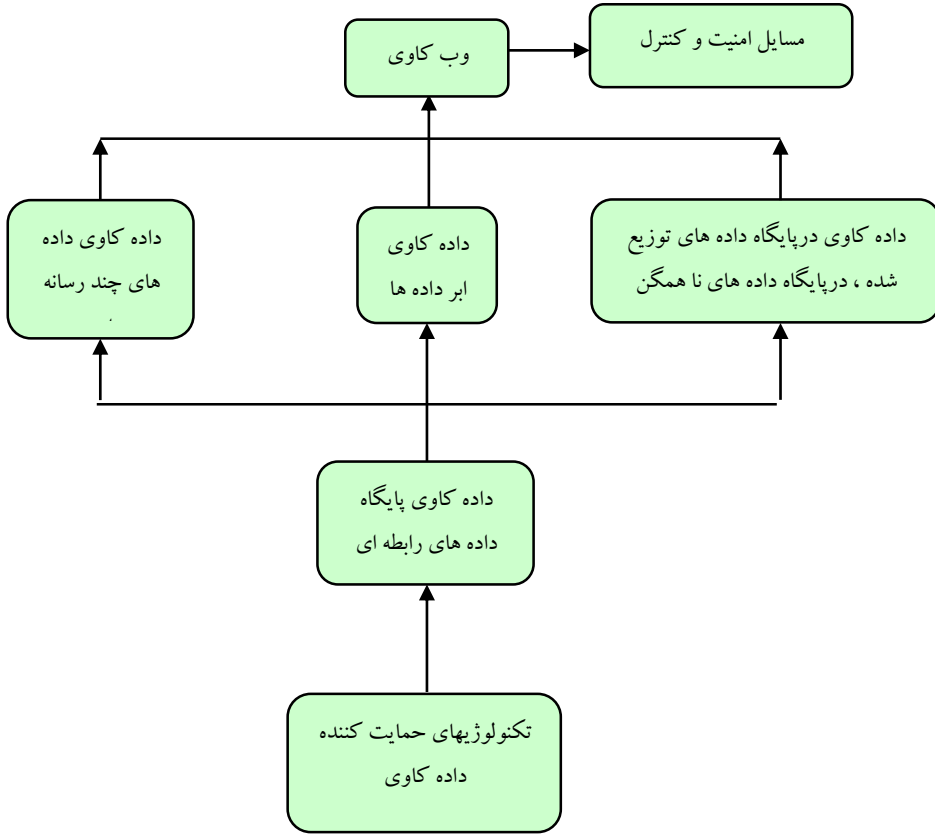 وب کاوی
مسایل امنیت و کنترل
داده کاوی درپایگاه داده های توزیع
شده ، درپایگاه داده های نا همگن
داده کاوی
ابر داده ها
داده کاوی داده
های چند رسانه
داده کاوی پایگاه
داده های رابطه ای
تکنولوژیهای حمایت کننده
داده کاوی